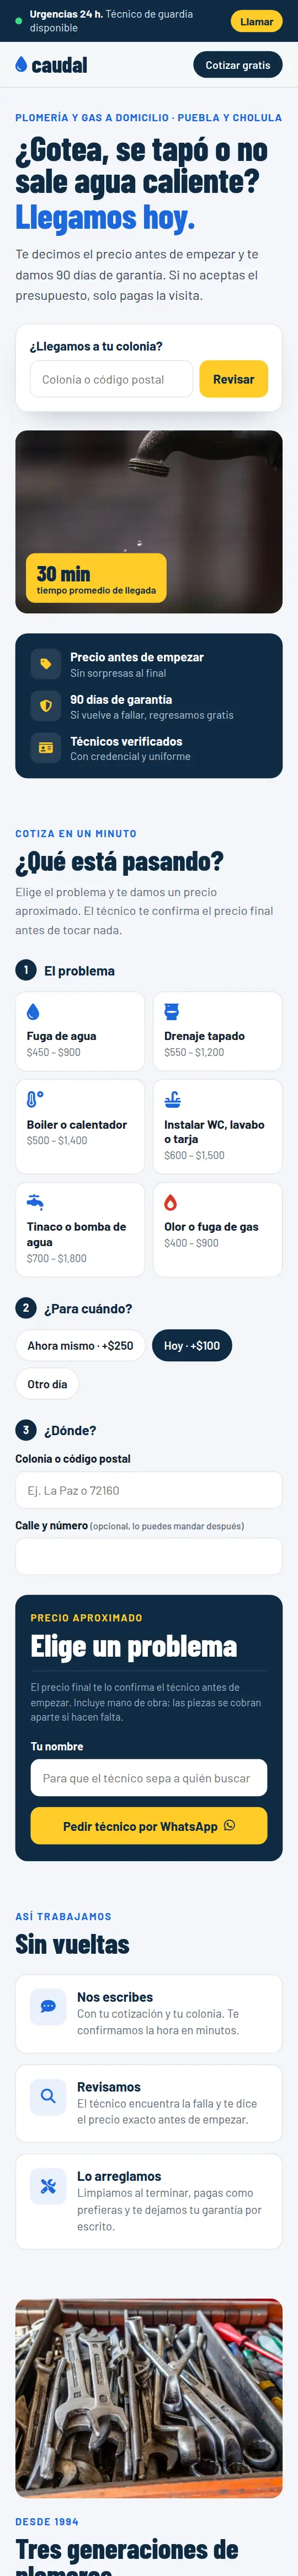 Urgencias 24 h. Técnico de guardia
disponible
Llamar
caudal
Cotizar gratis
PLOMERÍA Y GAS A DOMICILIO · PUEBLA Y CHOLULA
¿Gotea, se tapó o no
sale agua caliente?
Llegamos hoy.
Te decimos el precio antes de empezar y te
damos 90 días de garantía. Si no aceptas el
presupuesto, solo pagas la visita.
¿Llegamos a tu colonia?
Colonia o código postal
Revisar
30 min
tiempo promedio de llegada
Precio antes de empezar
Sin sorpresas al final
90 días de garantía
Si vuelve a fallar, regresamos gratis
Técnicos verificados
Con credencial y uniforme
COTIZA EN UN MINUTO
¿Qué está pasando?
Elige el problema y te damos un precio
aproximado. El técnico te confirma el precio final
antes de tocar nada.
1 El problema
Fuga de agua
$450 – $900
Drenaje tapado
$550 – $1,200
Boiler o calentador
$500 – $1,400
Instalar WC, lavabo
o tarja
$600 – $1,500
Tinaco o bomba de
agua
$700 – $1,800
Olor o fuga de gas
$400 – $900
2 ¿Para cuándo?
Ahora mismo · +$250
Hoy · +$100
Otro día
3 ¿Dónde?
Colonia o código postal
Ej. La Paz o 72160
Calle y número (opcional, lo puedes mandar después)
PRECIO APROXIMADO
Elige un problema
El precio final te lo confirma el técnico antes de
empezar. Incluye mano de obra; las piezas se cobran
aparte si hacen falta.
Tu nombre
Para que el técnico sepa a quién buscar
Pedir técnico por WhatsApp
ASÍ TRABAJAMOS
Sin vueltas
Nos escribes
Con tu cotización y tu colonia. Te
confirmamos la hora en minutos.
Revisamos
El técnico encuentra la falla y te dice
el precio exacto antes de empezar.
Lo arreglamos
Limpiamos al terminar, pagas como
prefieras y te dejamos tu garantía por
escrito.
DESDE 1994
Tres generaciones de
plomeros